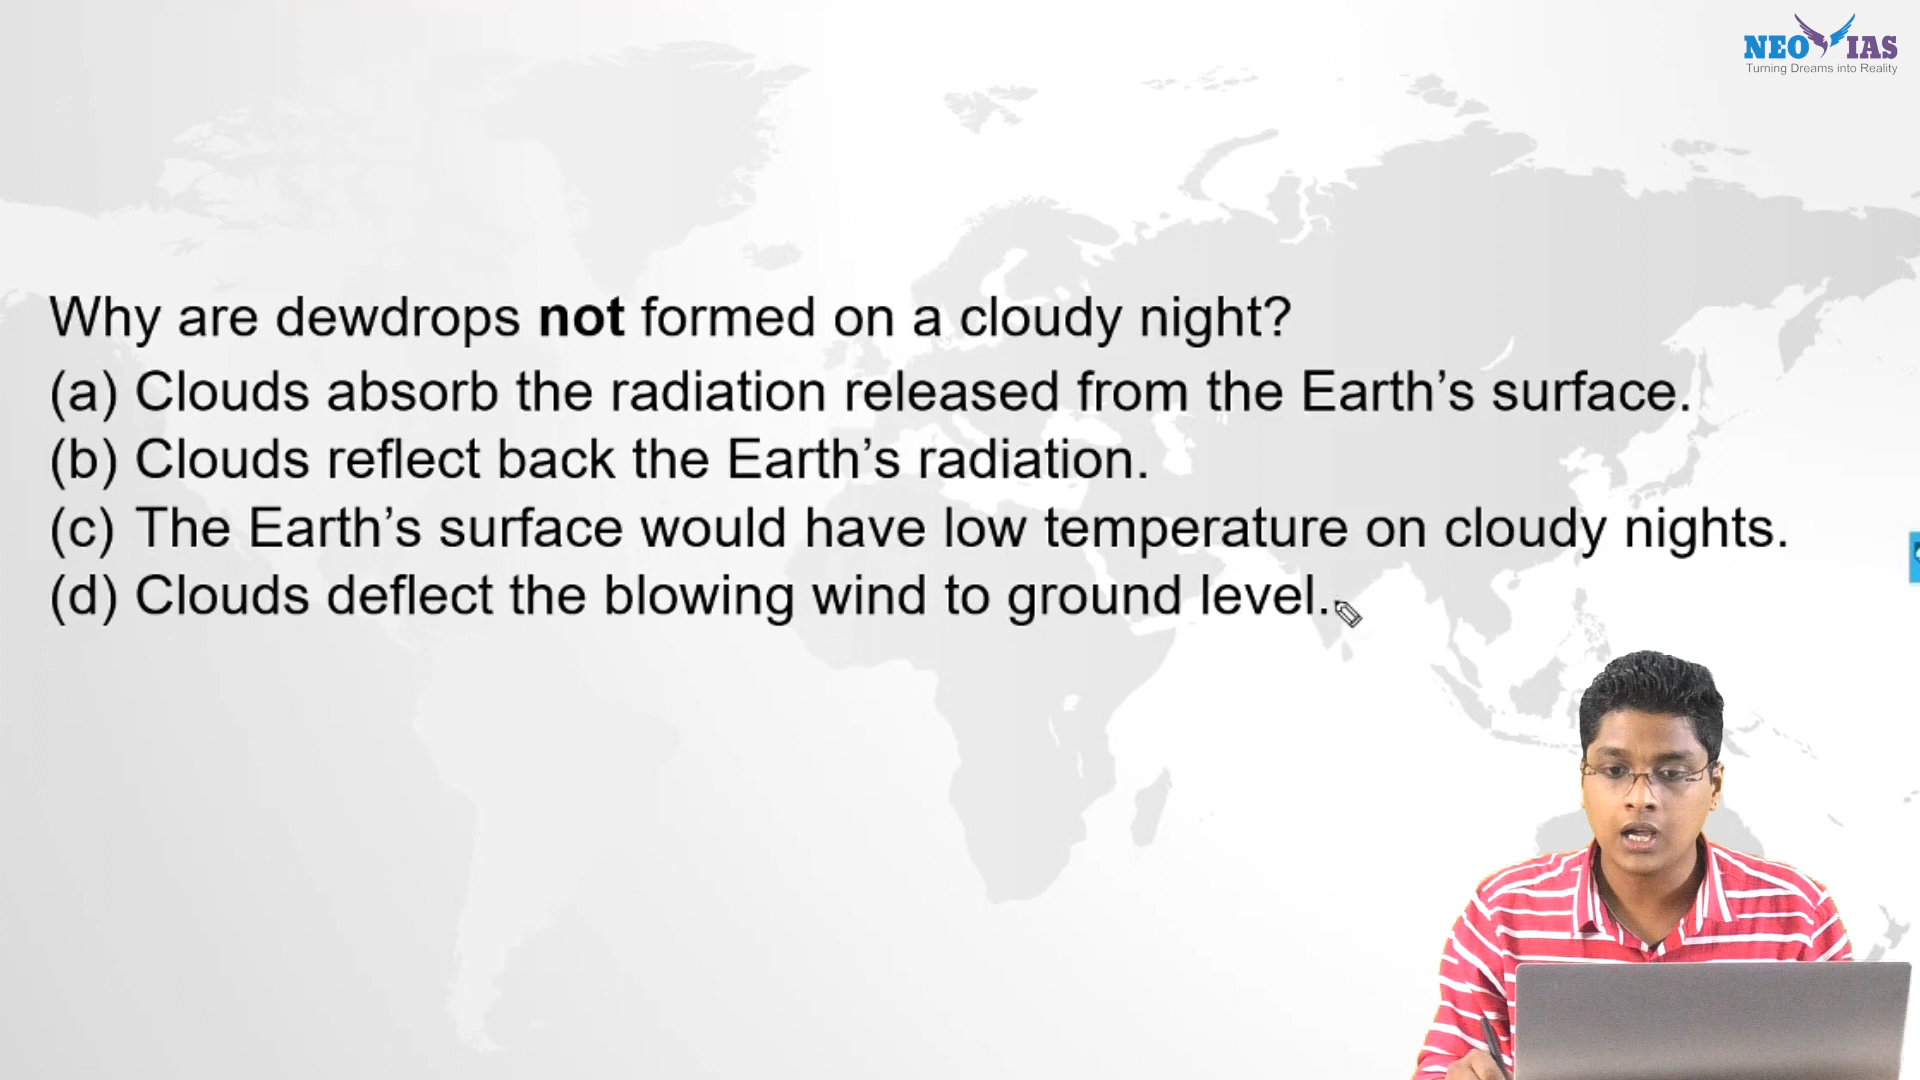 NEO IAS
Turning Dreams into Reality
Why are dewdrops not formed on a cloudy night?
(a) Clouds absorb the radiation released from the Earth’s surface.
(b) Clouds reflect back the Earth’s radiation.
(c) The Earth’s surface would have low temperature on cloudy nights.
(d) Clouds deflect the blowing wind to ground level.